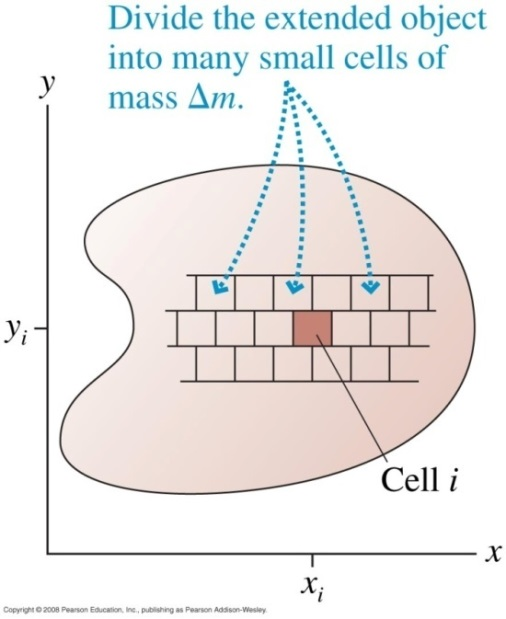 Divide the extended object
into many small cells of
mass Δm.
y
yᵢ
Cell i
x
xᵢ
Copyright © 2008 Pearson Education, Inc., publishing as Pearson Addison-Wesley.